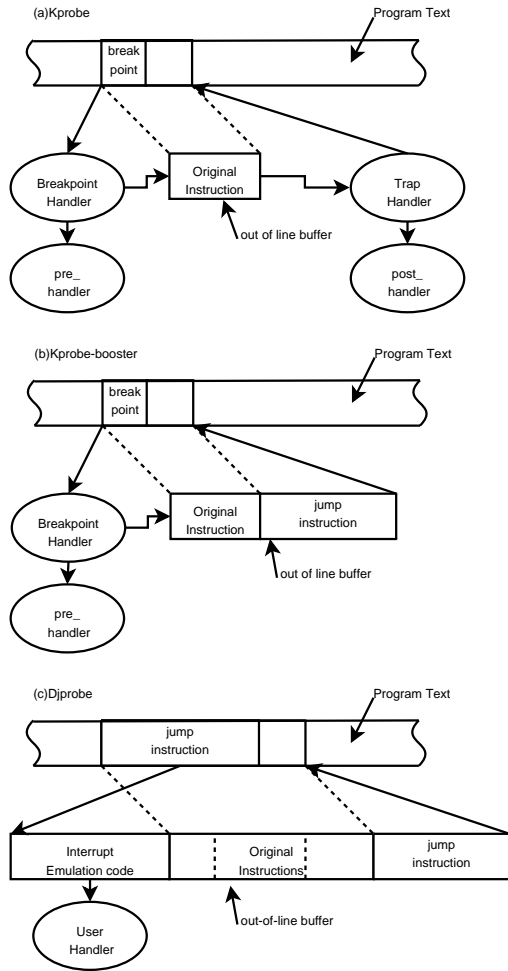 (a)Kprobe
Program Text
break
point
Breakpoint
Handler
Original
Instruction
Trap
Handler
out of line buffer
pre_
handler
post_
handler
(b)Kprobe-booster
Program Text
break
point
Breakpoint
Handler
Original
Instruction
jump
instruction
out of line buffer
pre_
handler
(c)Djprobe
Program Text
jump
instruction
Interrupt
Emulation code
Original
Instructions
jump
instruction
out-of-line buffer
User
Handler